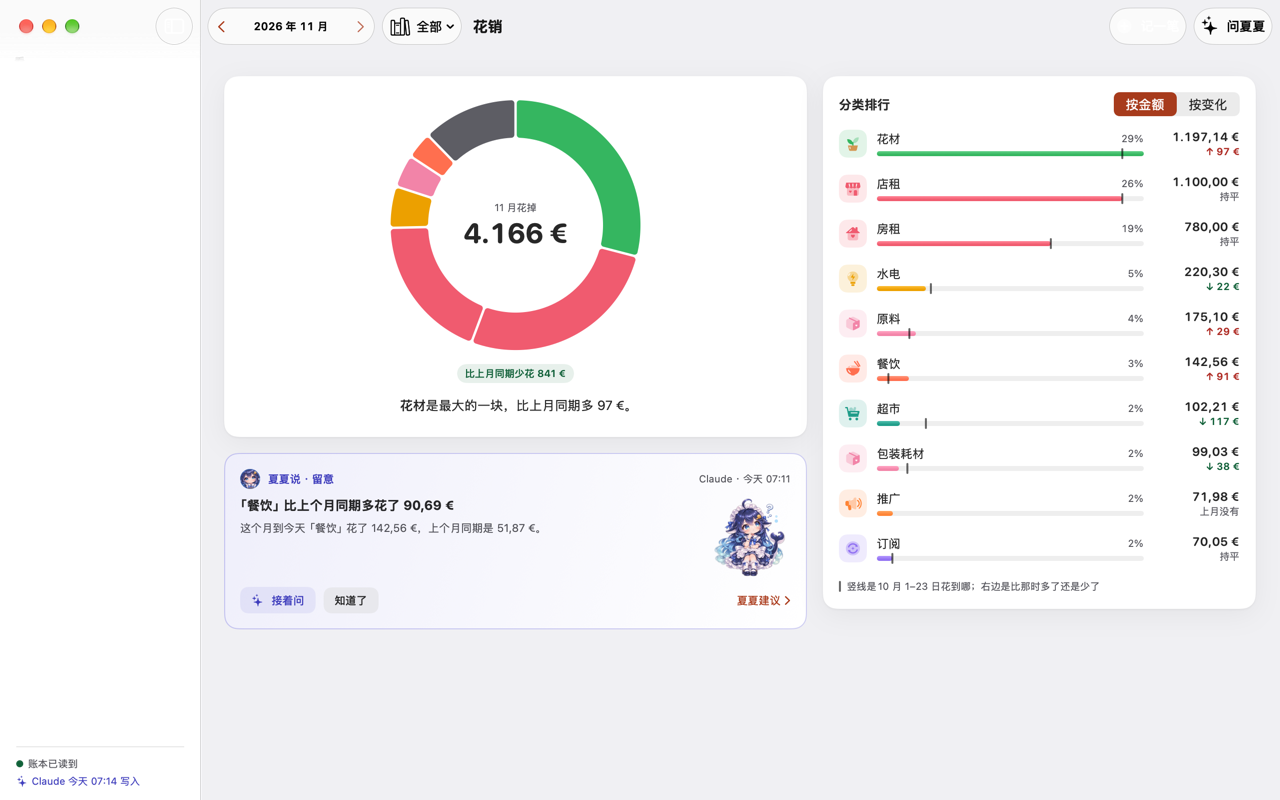 2026 年 11 月
全部
花销
问夏夏
11 月花掉
4.166 €
比上月同期少花 841 €
花材是最大的一块，比上月同期多 97 €。
夏夏说 · 留意
Claude · 今天 07:11
「餐饮」比上个月同期多花了 90,69 €
这个月到今天「餐饮」花了 142,56 €，上个月同期是 51,87 €。
接着问
知道了
夏夏建议
分类排行
按金额
按变化
花材
29%
1.197,14 €
↑ 97 €
店租
26%
1.100,00 €
持平
房租
19%
780,00 €
持平
水电
5%
220,30 €
↓ 22 €
原料
4%
175,10 €
↑ 29 €
餐饮
3%
142,56 €
↑ 91 €
超市
2%
102,21 €
↓ 117 €
包装耗材
2%
99,03 €
↓ 38 €
推广
2%
71,98 €
上月没有
订阅
2%
70,05 €
持平
竖线是10 月 1–23 日花到哪；右边是比那时多了还是少了
账本已读到
Claude 今天 07:14 写入